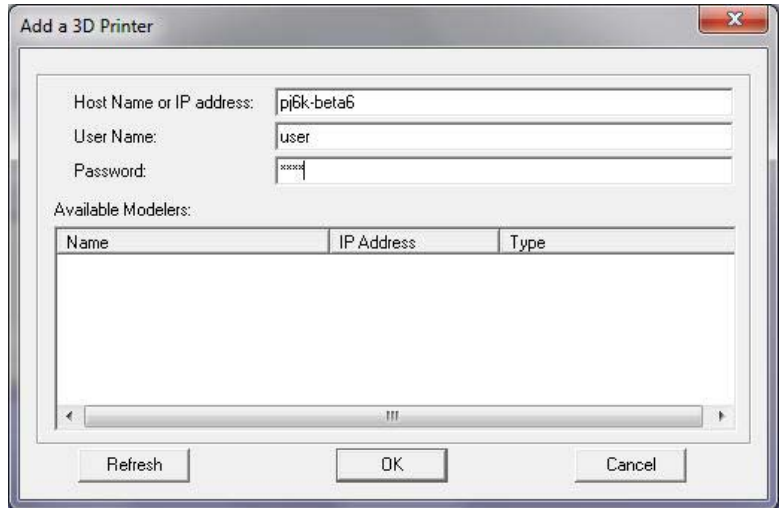 Add a 3D Printer
Host Name or IP address: pj6k-beta6
User Name: user
Password: ****
Available Modelers:
Name IP Address Type
Refresh OK Cancel